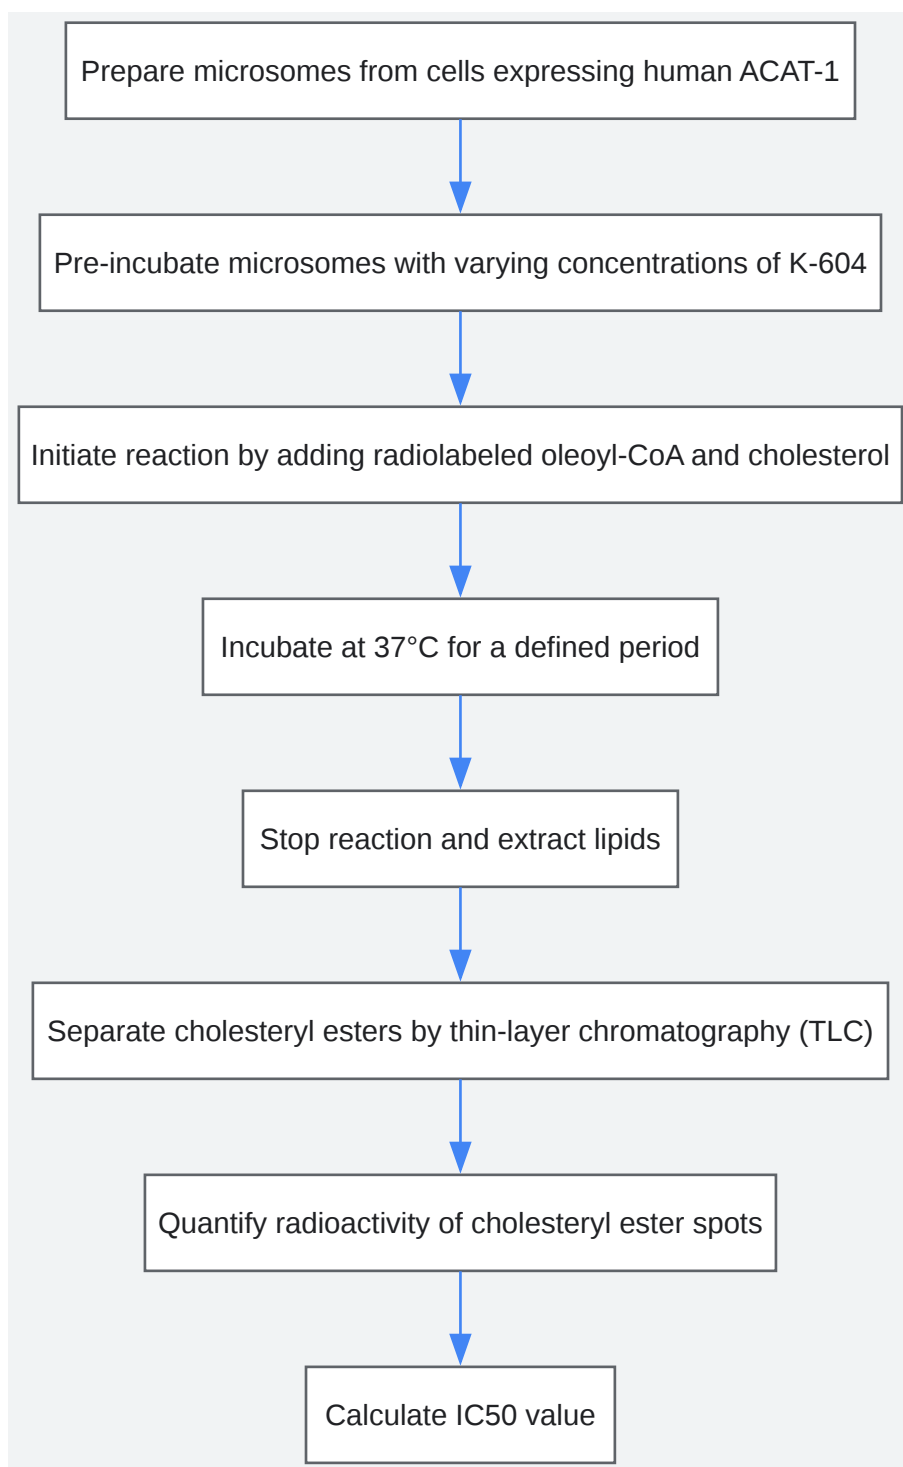 Prepare microsomes from cells expressing human ACAT-1
Pre-incubate microsomes with varying concentrations of K-604
Initiate reaction by adding radiolabeled oleoyl-CoA and cholesterol
Incubate at 37°C for a defined period
Stop reaction and extract lipids
Separate cholesteryl esters by thin-layer chromatography (TLC)
Quantify radioactivity of cholesteryl ester spots
Calculate IC50 value